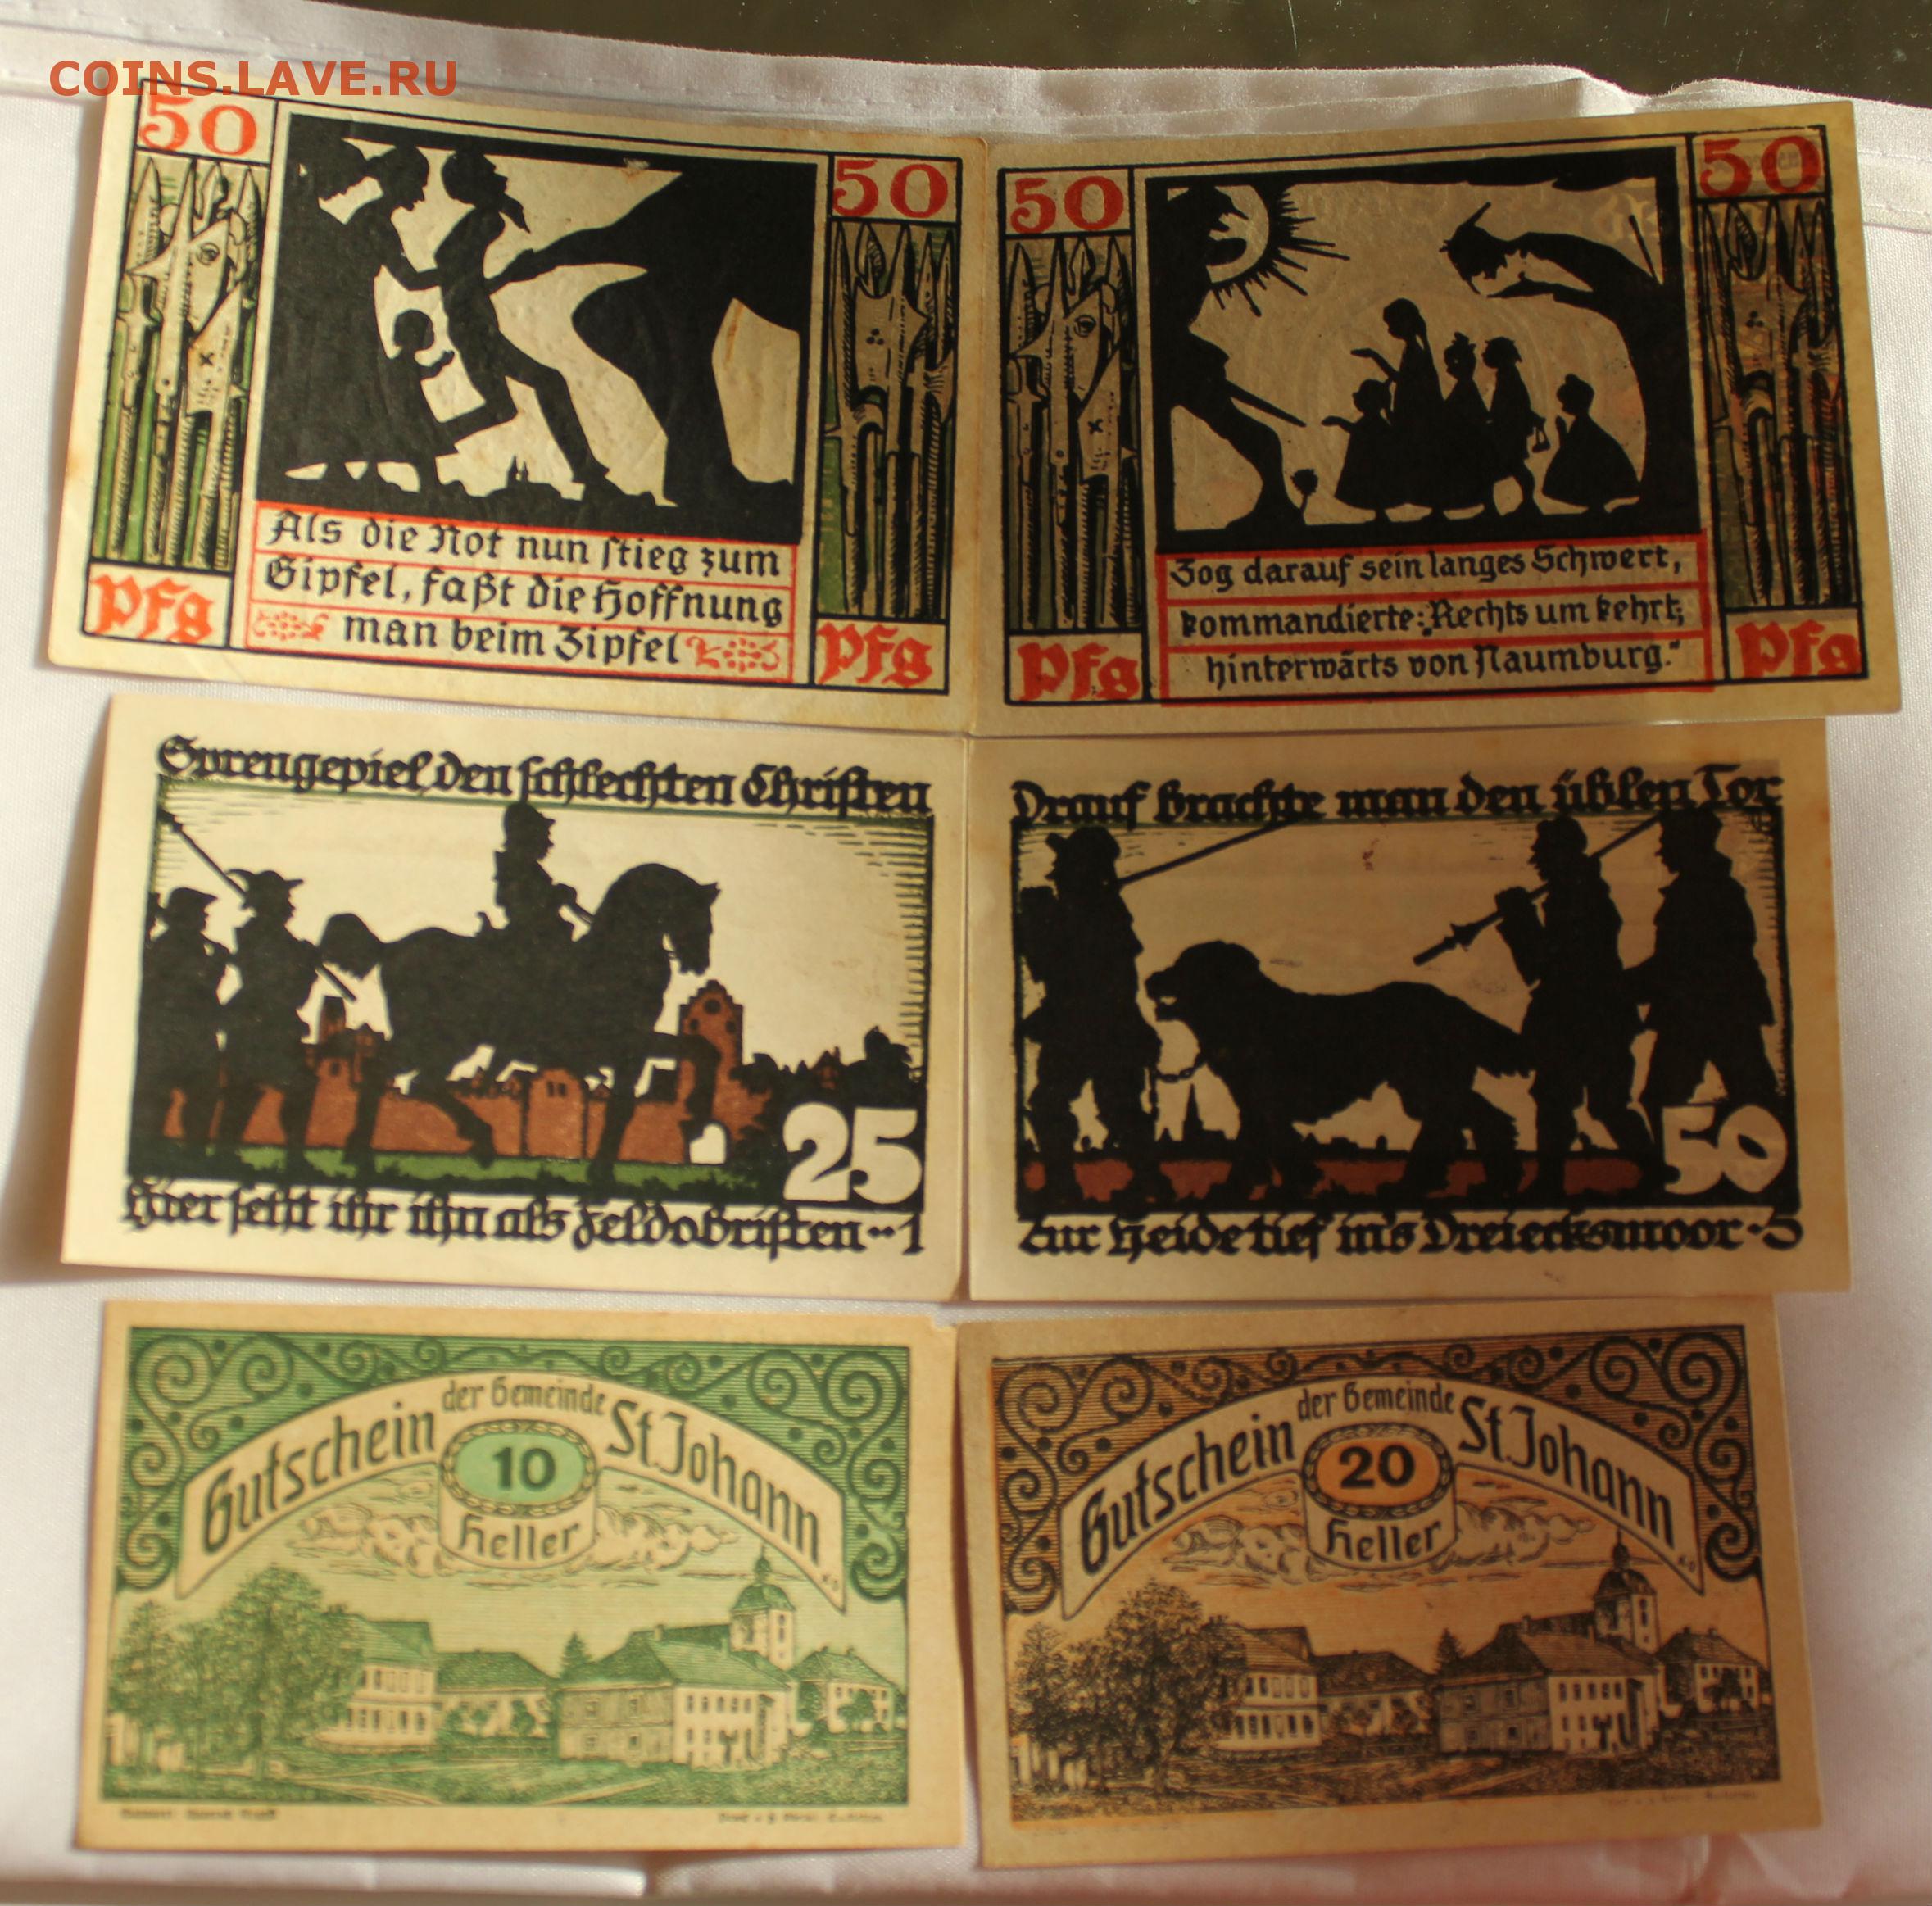 COINS.LAVE.RU
50
50
Als die Not nun stieg zum
Gipfel, faßt die Hoffnung
man beim Zipfel
Pfg
Pfg
50
50
Zog darauf sein langes Schwert,
kommandierte: „Rechts um kehrt,
hinterwärts von Naumburg."
Pfg
Pfg
Sprengepiel, den schlechten Christen
25
hier seht ihr ihn als Feldobristen - 1
Drauf brachte man den üblen Tor
50
zur Heide tief ins Dreiecksmoor - 5
Gutschein der Gemeinde St. Johann
10
Heller
Gutschein der Gemeinde St. Johann
20
Heller